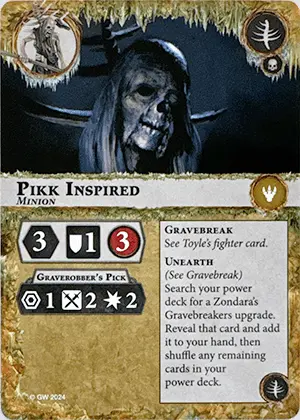 PIKK INSPIRED
MINION
3 1 3
GRAVEROBBER'S PICK
1 2 2
GRAVEBREAK
See Toyle's fighter card.
UNEARTH
(See Gravebreak)
Search your power
deck for a Zondara's
Gravebreakers upgrade.
Reveal that card and add
it to your hand, then
shuffle any remaining
cards in your
power deck.
© GW 2024